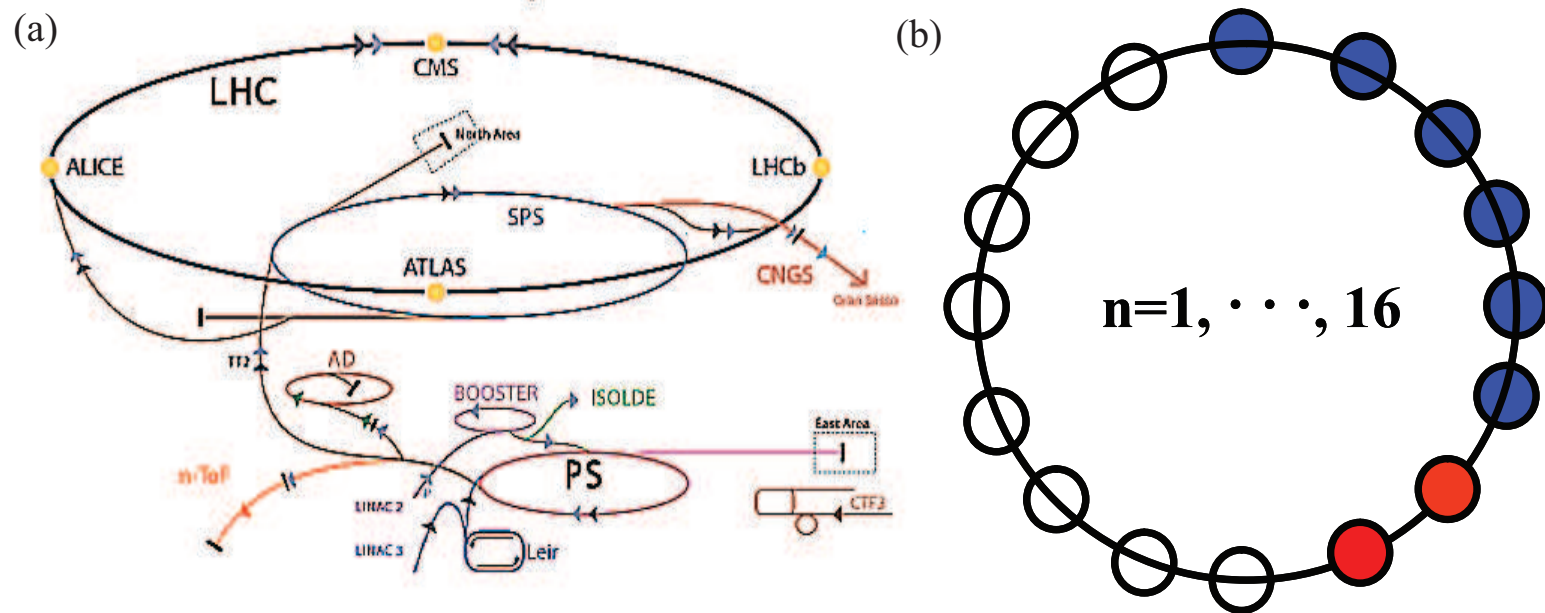 (a)
CMS
LHC
North Area
ALICE
LHCb
SPS
ATLAS
CNGS
Gran Sasso
TT2
AD
BOOSTER
ISOLDE
East Area
n-ToF
PS
LINAC 2
P
CTF3
LINAC 3
Leir
(b)
n=1, · · ·, 16